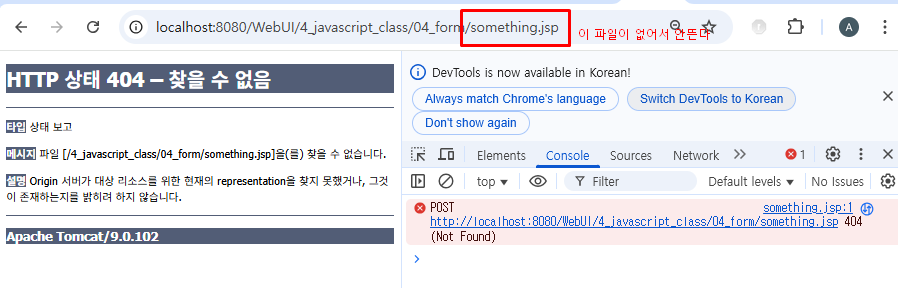 localhost:8080/WebUI/4_javascript_class/04_form/something.jsp
이 파일이 없어서 안뜬다
A
HTTP 상태 404 – 찾을 수 없음
타입 상태 보고
메시지 파일 [/4_javascript_class/04_form/something.jsp]을(를) 찾을 수 없습니다.
설명 Origin 서버가 대상 리소스를 위한 현재의 representation을 찾지 못했거나, 그것
이 존재하는지를 밝히려 하지 않습니다.
Apache Tomcat/9.0.102
DevTools is now available in Korean!
Always match Chrome's language
Switch DevTools to Korean
Don't show again
Elements Console Sources Network 1
top Filter Default levels No Issues
POST something.jsp:1
http://localhost:8080/WebUI/4_javascript_class/04_form/something.jsp 404
(Not Found)